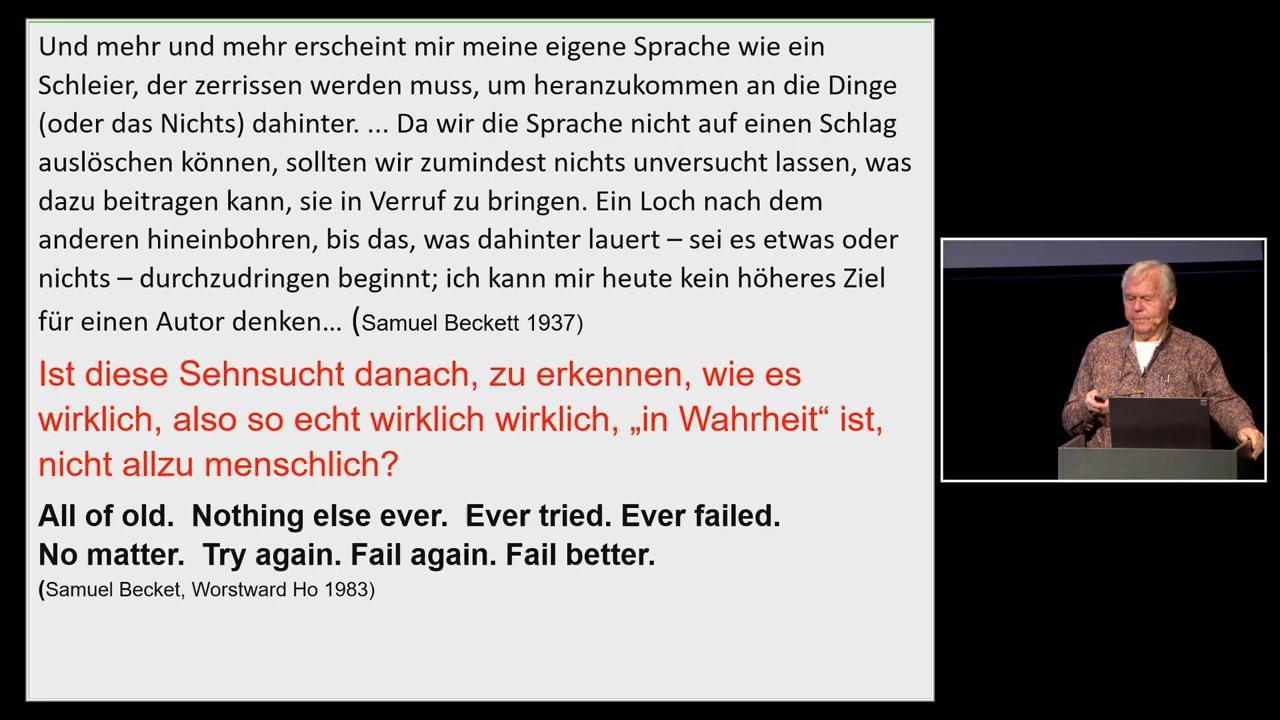 Und mehr und mehr erscheint mir meine eigene Sprache wie ein
Schleier, der zerrissen werden muss, um heranzukommen an die Dinge
(oder das Nichts) dahinter. ... Da wir die Sprache nicht auf einen Schlag
auslöschen können, sollten wir zumindest nichts unversucht lassen, was
dazu beitragen kann, sie in Verruf zu bringen. Ein Loch nach dem
anderen hineinbohren, bis das, was dahinter lauert – sei es etwas oder
nichts – durchzudringen beginnt; ich kann mir heute kein höheres Ziel
für einen Autor denken... (Samuel Beckett 1937)
Ist diese Sehnsucht danach, zu erkennen, wie es
wirklich, also so echt wirklich wirklich, „in Wahrheit“ ist,
nicht allzu menschlich?
All of old. Nothing else ever. Ever tried. Ever failed.
No matter. Try again. Fail again. Fail better.
(Samuel Becket, Worstward Ho 1983)